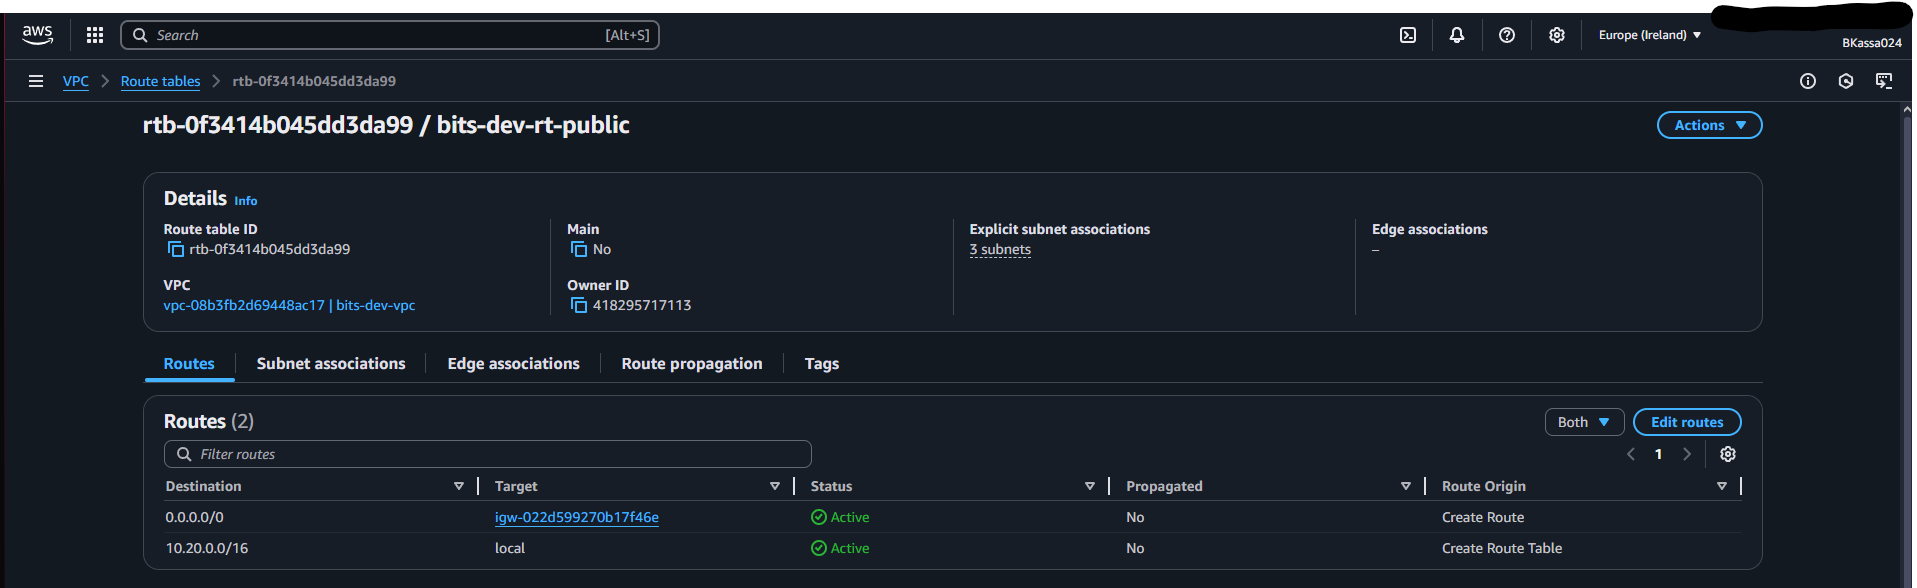 aws Search [Alt+S] Europe (Ireland) BKassa024
VPC Route tables rtb-0f3414b045dd3da99
rtb-0f3414b045dd3da99 / bits-dev-rt-public Actions
Details Info
Route table ID Main Explicit subnet associations Edge associations
rtb-0f3414b045dd3da99 No 3 subnets –
VPC Owner ID
vpc-08b3fb2d69448ac17 | bits-dev-vpc 418295717113
Routes Subnet associations Edge associations Route propagation Tags
Routes (2) Both Edit routes
Filter routes 1
Destination Target Status Propagated Route Origin
0.0.0.0/0 igw-022d599270b17f46e Active No Create Route
10.20.0.0/16 local Active No Create Route Table